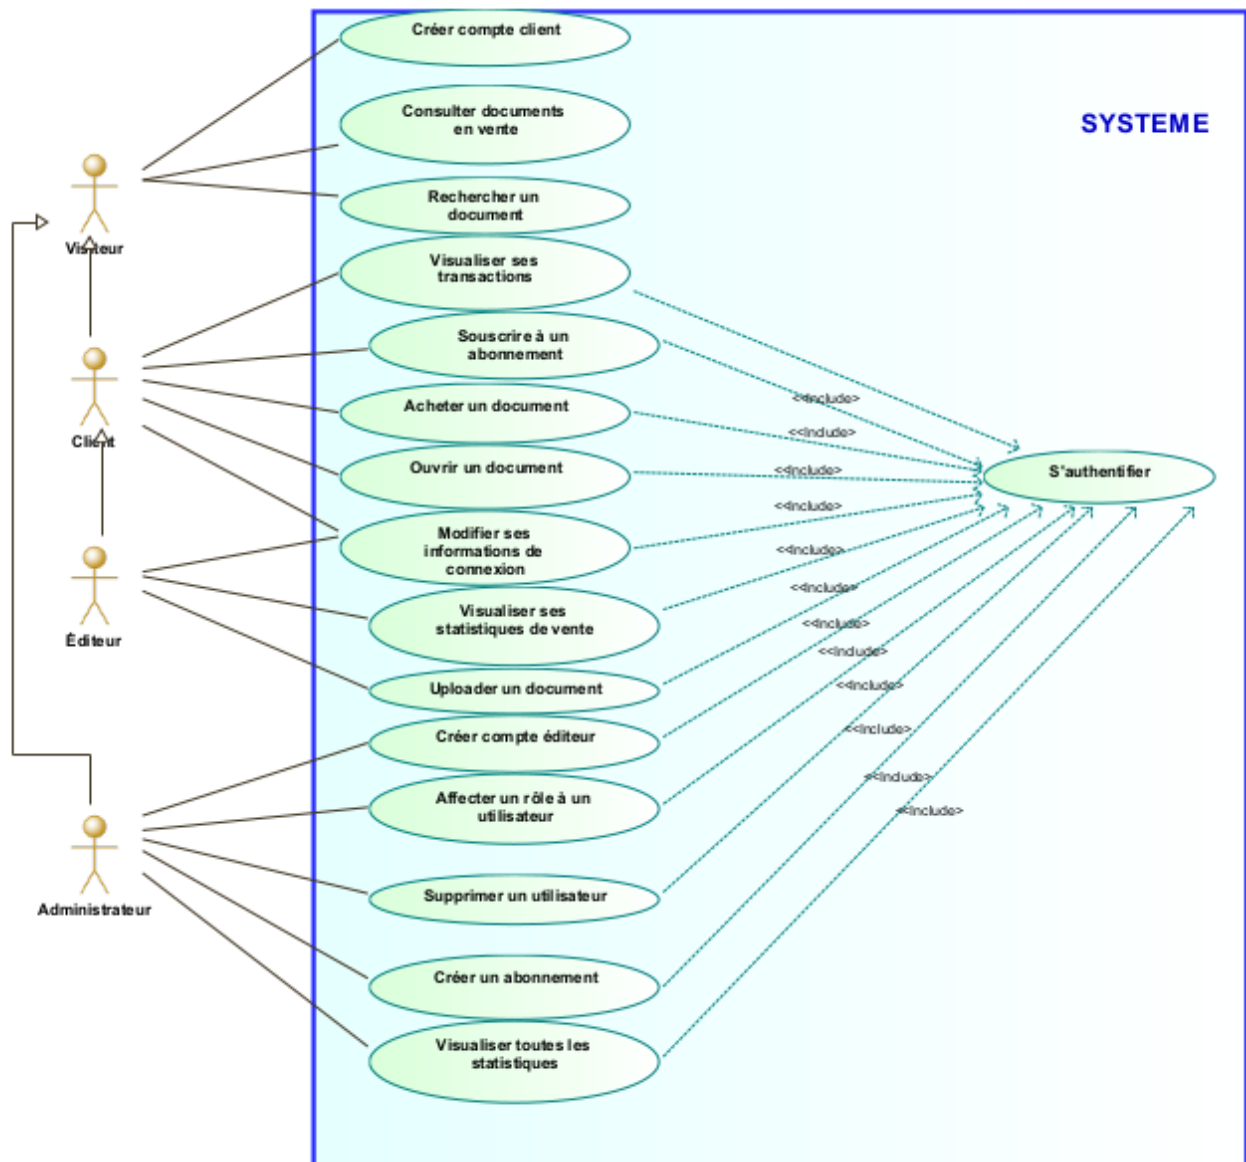 Créer compte client
Consulter documents
en vente
SYSTEME
Rechercher un
document
Visiteur
Visualiser ses
transactions
Souscrire à un
abonnement
<<Include>
Acheter un document
<<Include>
Client
Ouvrir un document
<<Include>
S'authentifier
<<Include>
Modifier ses
informations de
connexion
<<Include>
<<Include>
Visualiser ses
statistiques de vente
<<Include>
Éditeur
<<Include>
Uploader un document
<<Include>
Créer compte éditeur
<<Include>
<<Include>
Affecter un rôle à un
utilisateur
<<Include>
Supprimer un utilisateur
Administrateur
Créer un abonnement
Visualiser toutes les
statistiques